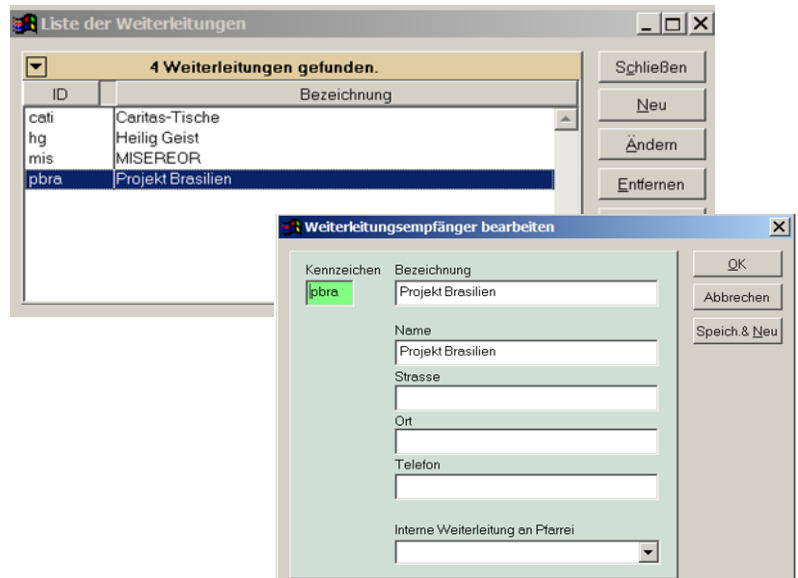 Liste der Weiterleitungen
4 Weiterleitungen gefunden.
ID Bezeichnung
cati Caritas-Tische
hg Heilig Geist
mis MISEREOR
pbra Projekt Brasilien
Schließen
Neu
Ändern
Entfernen
Weiterleitungsempfänger bearbeiten
Kennzeichen Bezeichnung
pbra Projekt Brasilien
Name
Projekt Brasilien
Strasse
Ort
Telefon
Interne Weiterleitung an Pfarrei
OK
Abbrechen
Speich.& Neu